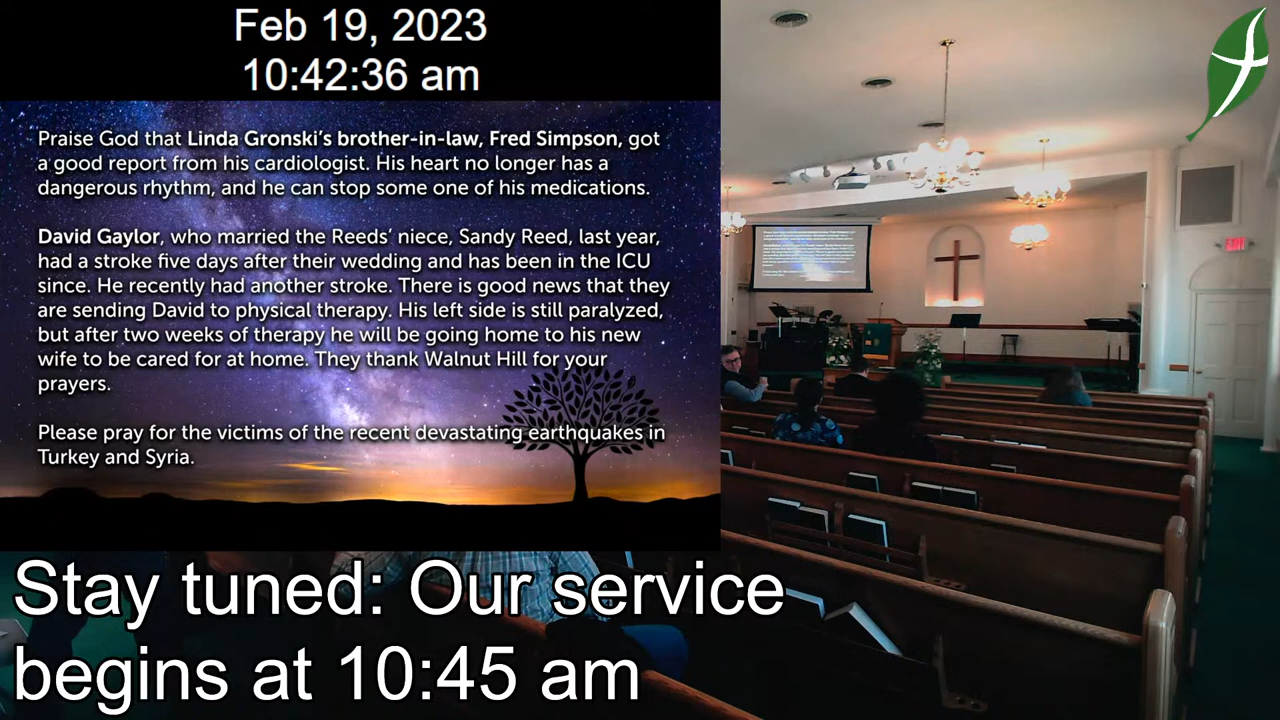 Feb 19, 2023
10:42:36 am
Praise God that Linda Gronski's brother-in-law, Fred Simpson, got
a good report from his cardiologist. His heart no longer has a
dangerous rhythm, and he can stop some one of his medications.
David Gaylor, who married the Reeds' niece, Sandy Reed, last year,
had a stroke five days after their wedding and has been in the ICU
since. He recently had another stroke. There is good news that they
are sending David to physical therapy. His left side is still paralyzed,
but after two weeks of therapy he will be going home to his new
wife to be cared for at home. They thank Walnut Hill for your
prayers.
Please pray for the victims of the recent devastating earthquakes in
Turkey and Syria.
Stay tuned: Our service
begins at 10:45 am